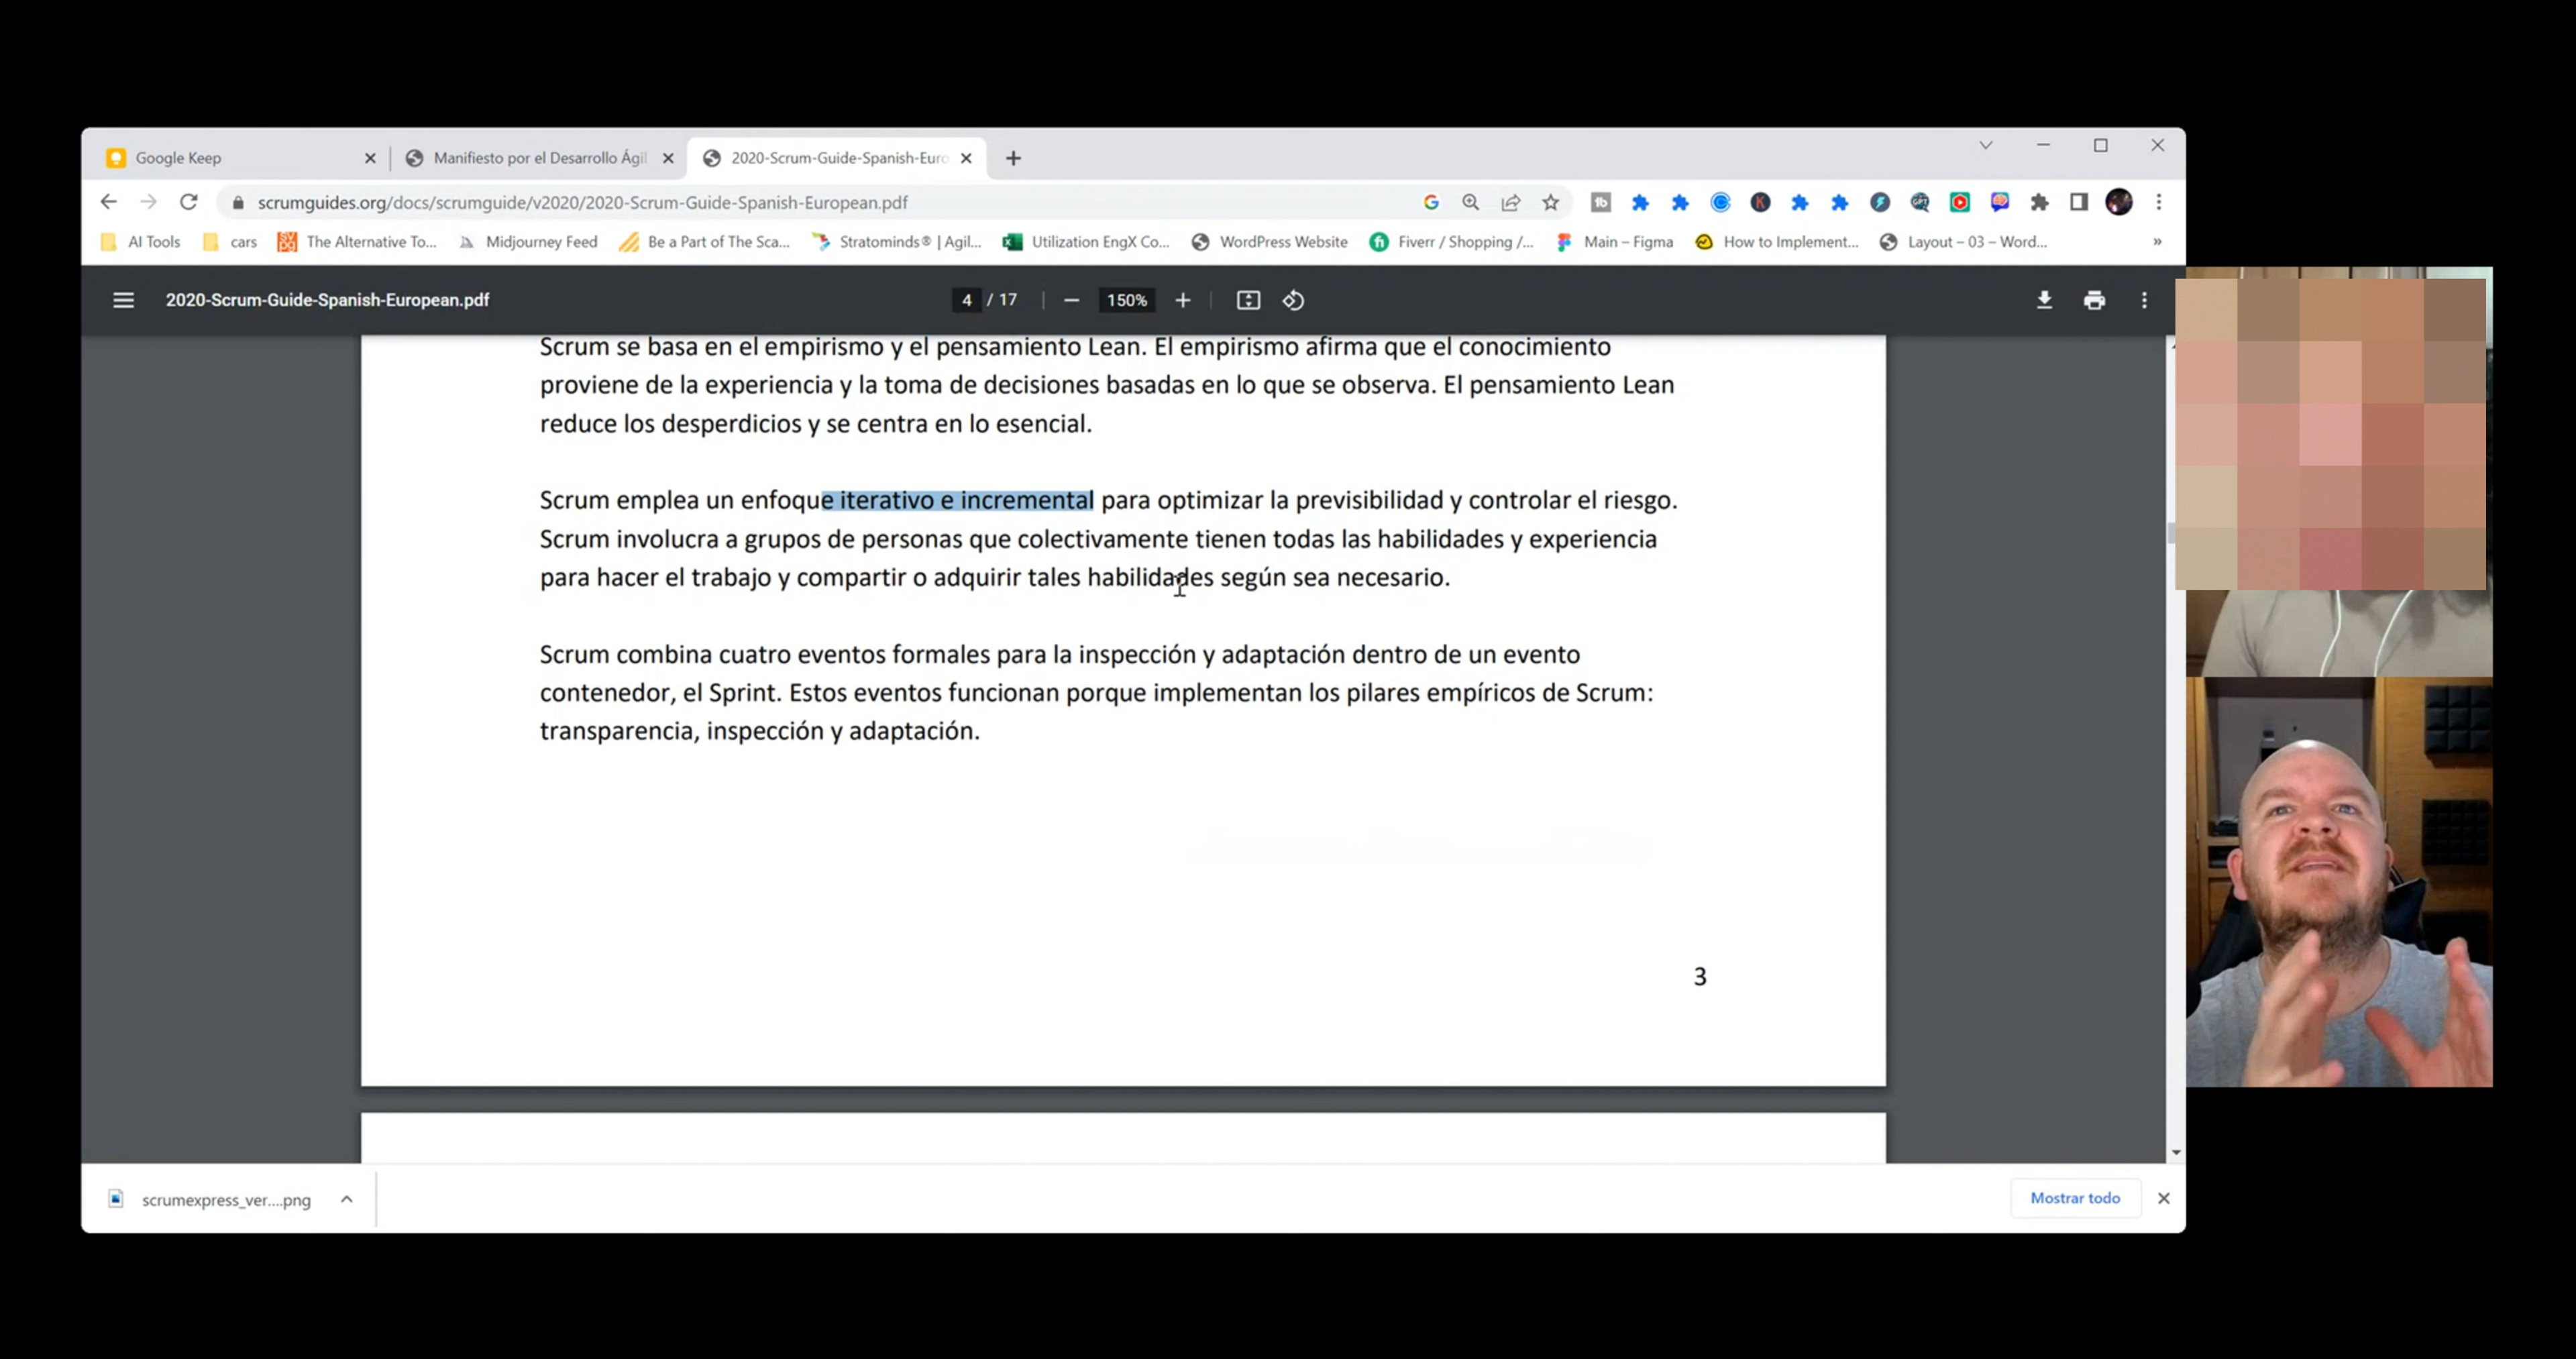 Google Keep
Manifiesto por el Desarrollo Ágil
2020-Scrum-Guide-Spanish-Euro
scrumguides.org/docs/scrumguide/v2020/2020-Scrum-Guide-Spanish-European.pdf
AI Tools
cars
The Alternative To...
Midjourney Feed
Be a Part of The Sca...
Stratominds® | Agil...
Utilization EngX Co...
WordPress Website
Fiverr / Shopping /...
Main – Figma
How to Implement...
Layout – 03 – Word...
»
2020-Scrum-Guide-Spanish-European.pdf
4 / 17
150%
Scrum se basa en el empirismo y el pensamiento Lean. El empirismo afirma que el conocimiento
proviene de la experiencia y la toma de decisiones basadas en lo que se observa. El pensamiento Lean
reduce los desperdicios y se centra en lo esencial.
Scrum emplea un enfoque iterativo e incremental para optimizar la previsibilidad y controlar el riesgo.
Scrum involucra a grupos de personas que colectivamente tienen todas las habilidades y experiencia
para hacer el trabajo y compartir o adquirir tales habilidades según sea necesario.
Scrum combina cuatro eventos formales para la inspección y adaptación dentro de un evento
contenedor, el Sprint. Estos eventos funcionan porque implementan los pilares empíricos de Scrum:
transparencia, inspección y adaptación.
3
scrumexpress_ver....png
Mostrar todo